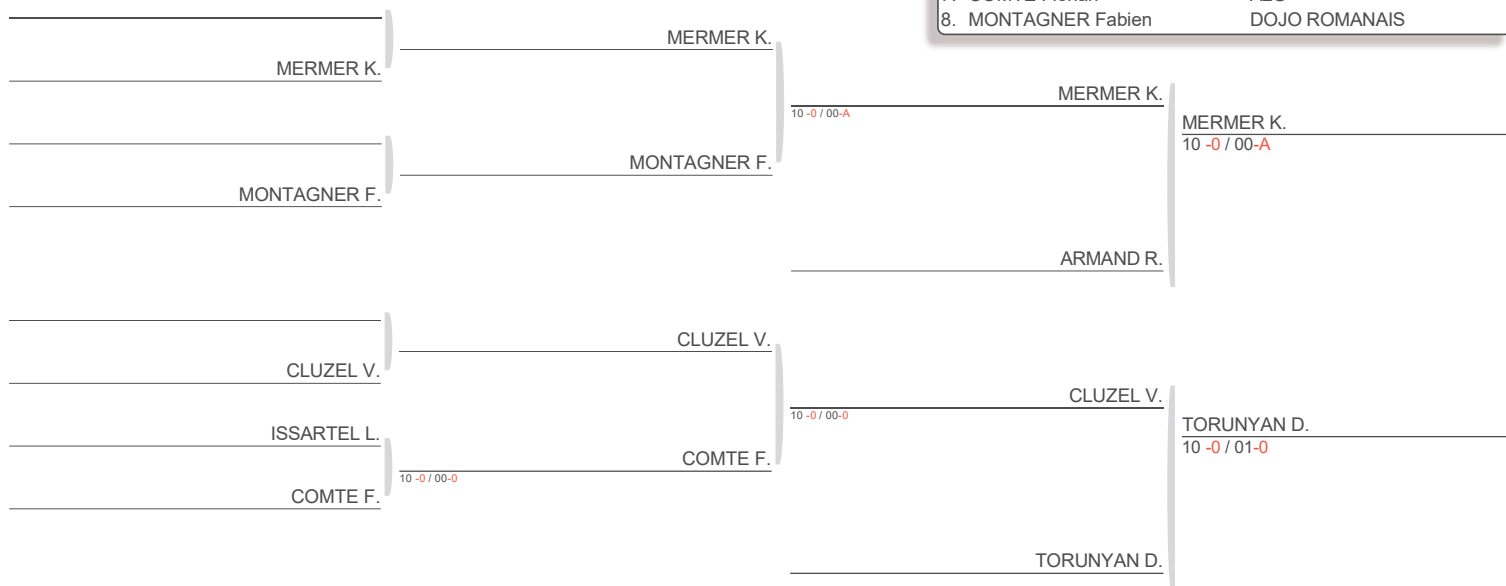 8. MONTAGNER Fabien DOJO ROMANAIS
MERMER K.
MERMER K.
MERMER K.
10 -0 / 00-A
MERMER K.
10 -0 / 00-A
MONTAGNER F.
MONTAGNER F.
ARMAND R.
CLUZEL V.
CLUZEL V.
CLUZEL V.
10 -0 / 00-0
TORUNYAN D.
10 -0 / 01-0
ISSARTEL L.
COMTE F.
10 -0 / 00-0
COMTE F.
TORUNYAN D.